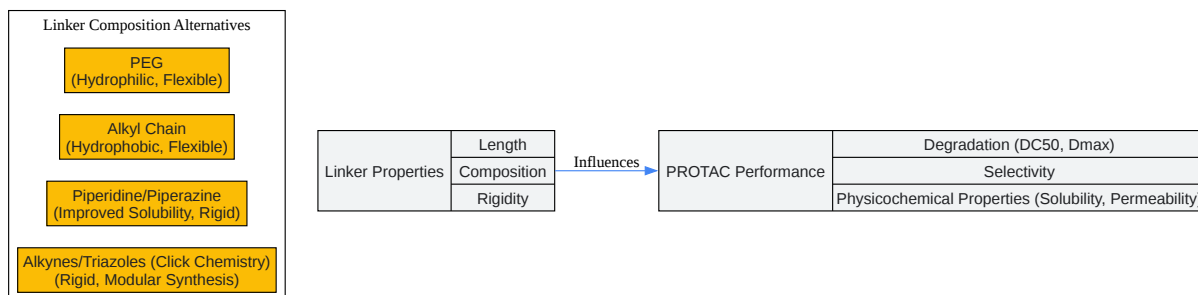 Linker Composition Alternatives
PEG
(Hydrophilic, Flexible)
Alkyl Chain
(Hydrophobic, Flexible)
Piperidine/Piperazine
(Improved Solubility, Rigid)
Alkynes/Triazoles (Click Chemistry)
(Rigid, Modular Synthesis)
Linker Properties
Length
Composition
Rigidity
Influences
PROTAC Performance
Degradation (DC50, Dmax)
Selectivity
Physicochemical Properties (Solubility, Permeability)